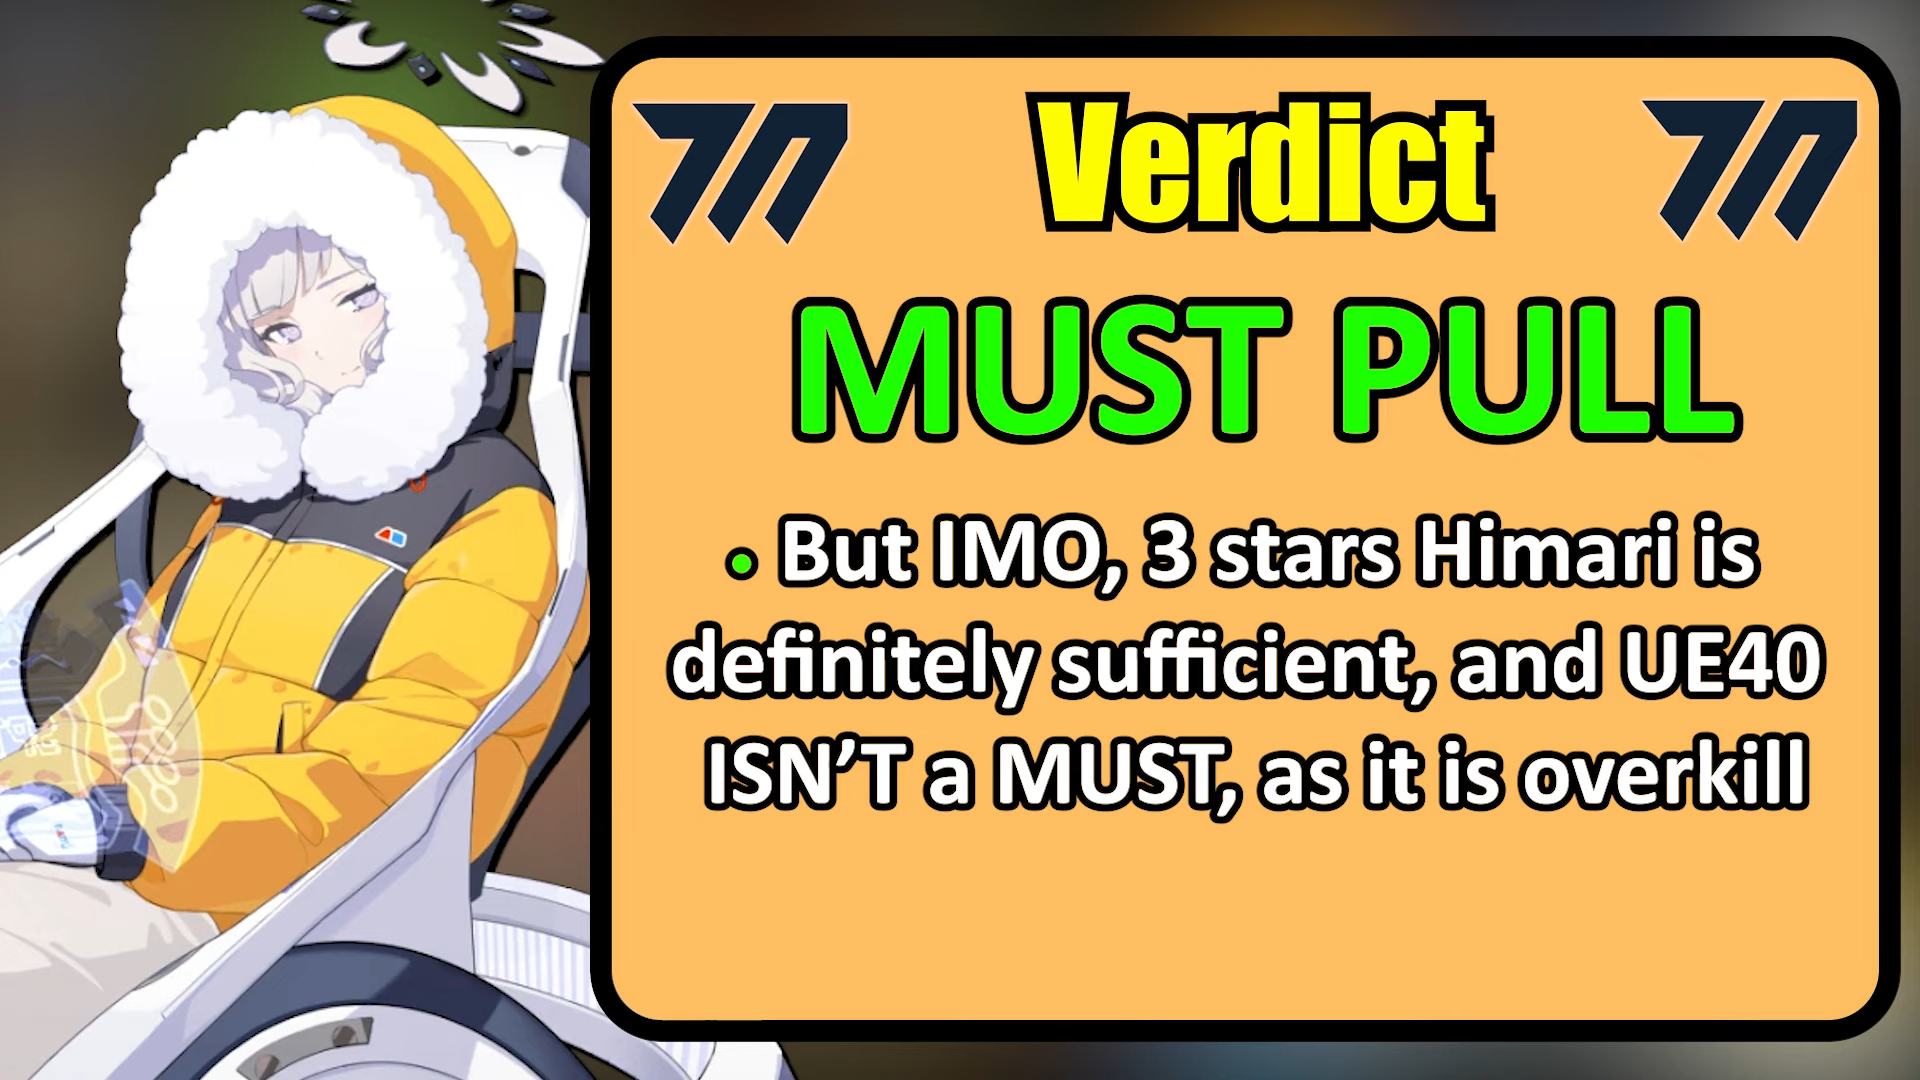 Verdict
MUST PULL
• But IMO, 3 stars Himari is
definitely sufficient, and UE40
ISN’T a MUST, as it is overkill